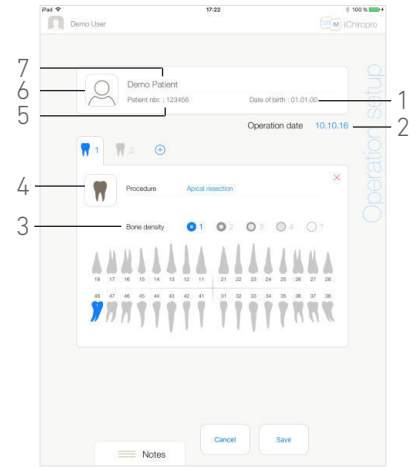 iPad 17:22 100 %
Demo User iChiropro
7 Demo Patient
6
5 Patient nbr. : 123456 Date of birth : 01.01.00 1
Operation date 10.10.16 2
Operation setup
1 2
4 Procedure Apical resection
3 Bone density 1 2 3 4 ?
18 17 16 15 14 13 12 11 21 22 23 24 25 26 27 28
48 47 46 45 44 43 42 41 31 32 33 34 35 36 37 38
Cancel Save
Notes